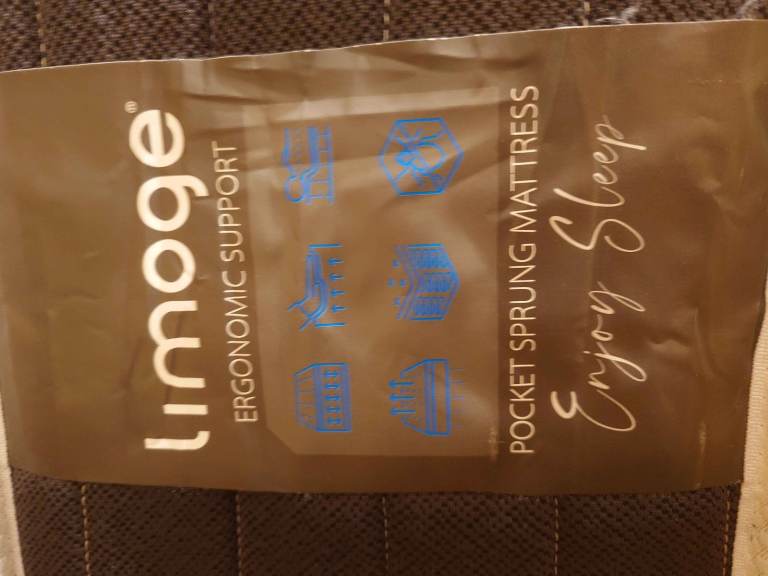 limoge®
ERGONOMIC SUPPORT
POCKET SPRUNG MATTRESS
Enjoy Sleep